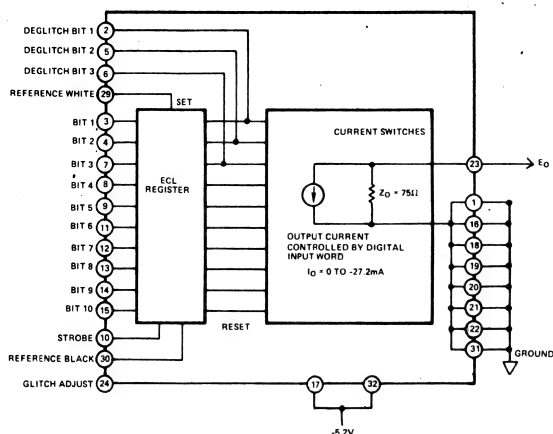 DEGLITCH BIT 1 2
DEGLITCH BIT 2 5
DEGLITCH BIT 3 6
REFERENCE WHITE 29
SET
BIT 1 3
BIT 2 4
BIT 3 7
BIT 4 8
BIT 5 9
BIT 6 11
BIT 7 12
BIT 8 13
BIT 9 14
BIT 10 15
STROBE 10
REFERENCE BLACK 30
GLITCH ADJUST 24
ECL
REGISTER
RESET
CURRENT SWITCHES
ZO = 75Ω
OUTPUT CURRENT
CONTROLLED BY DIGITAL
INPUT WORD
IO = 0 TO -27.2mA
23 EO
1
16
18
19
20
21
22
31
GROUND
17 32
-5.2V